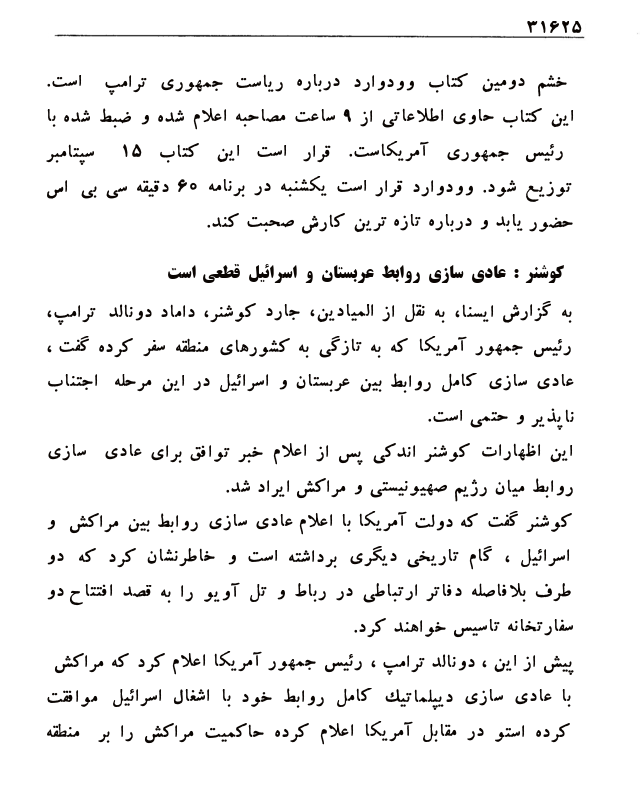 ۳۱۶۲۵
خشم دومین کتاب وودوارد درباره ریاست جمهوری ترامپ است.
این کتاب حاوی اطلاعاتی از ۹ ساعت مصاحبه اعلام شده و ضبط شده با
رئیس جمهوری آمریکاست. قرار است این کتاب ۱۵ سپتامبر
توزیع شود. وودوارد قرار است یکشنبه در برنامه ۶۰ دقیقه سی بی اس
حضور یابد و درباره تازه ترین کارش صحبت کند.
کوشنر : عادی سازی روابط عربستان و اسرائیل قطعی است
به گزارش ایسنا، به نقل از المیادین، جارد کوشنر، داماد دونالد ترامپ،
رئیس جمهور آمریکا که به تازگی به کشورهای منطقه سفر کرده گفت ،
عادی سازی کامل روابط بین عربستان و اسرائیل در این مرحله اجتناب
ناپذیر و حتمی است.
این اظهارات کوشنر اندکی پس از اعلام خبر توافق برای عادی سازی
روابط میان رژیم صهیونیستی و مراکش ایراد شد.
کوشنر گفت که دولت آمریکا با اعلام عادی سازی روابط بین مراکش و
اسرائیل ، گام تاریخی دیگری برداشته است و خاطرنشان کرد که دو
طرف بلافاصله دفاتر ارتباطی در رباط و تل آویو را به قصد افتتاح دو
سفارتخانه تاسیس خواهند کرد.
پیش از این ، دونالد ترامپ ، رئیس جمهور آمریکا اعلام کرد که مراکش
با عادی سازی دیپلماتیك کامل روابط خود با اشغال اسرائیل موافقت
کرده استو در مقابل آمریکا اعلام کرده حاکمیت مراکش را بر منطقه